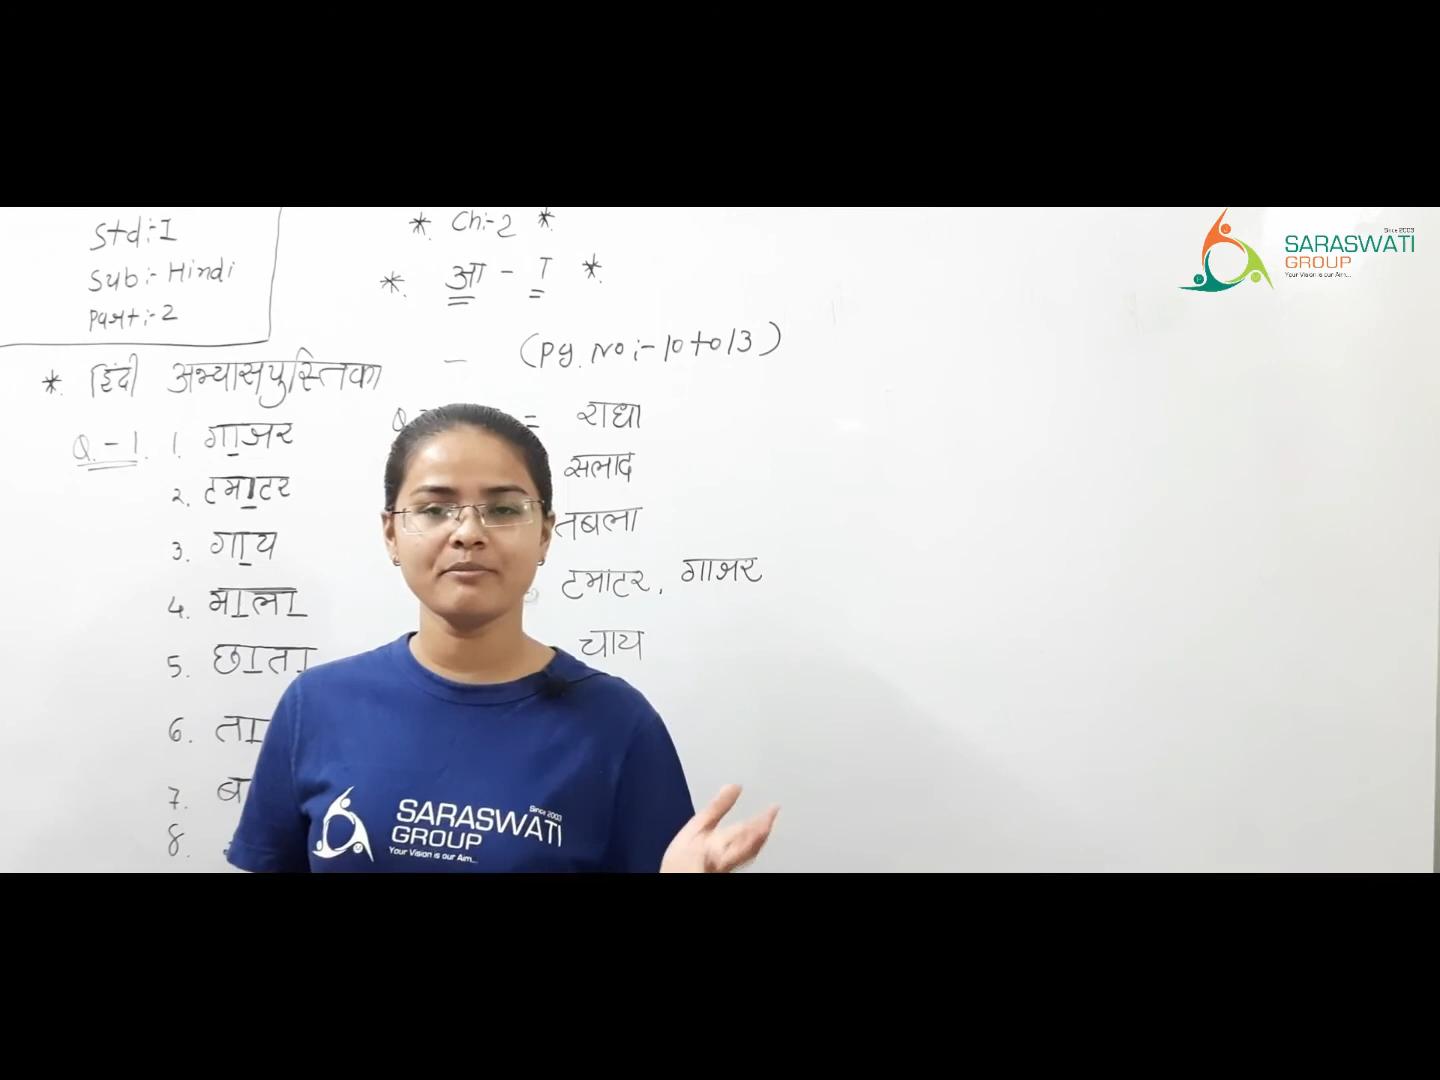 Std:-I
Sub:- Hindi
Part:-2
* Ch:-2 *
* आ - ा *
* हिंदी अभ्यासपुस्तिका - (Pg. No:-10 to 13)
Q.-1. 1. गाजर
2. टमाटर
3. गाय
4. माला
5. छाता
6. ता
7. ब
8.
Q = राधा
सलाद
तबला
टमाटर, गाजर
चाय
Since 2003
SARASWATI
GROUP
Your Vision is our Aim...
Since 2003
SARASWATI
GROUP
Your Vision is our Aim...